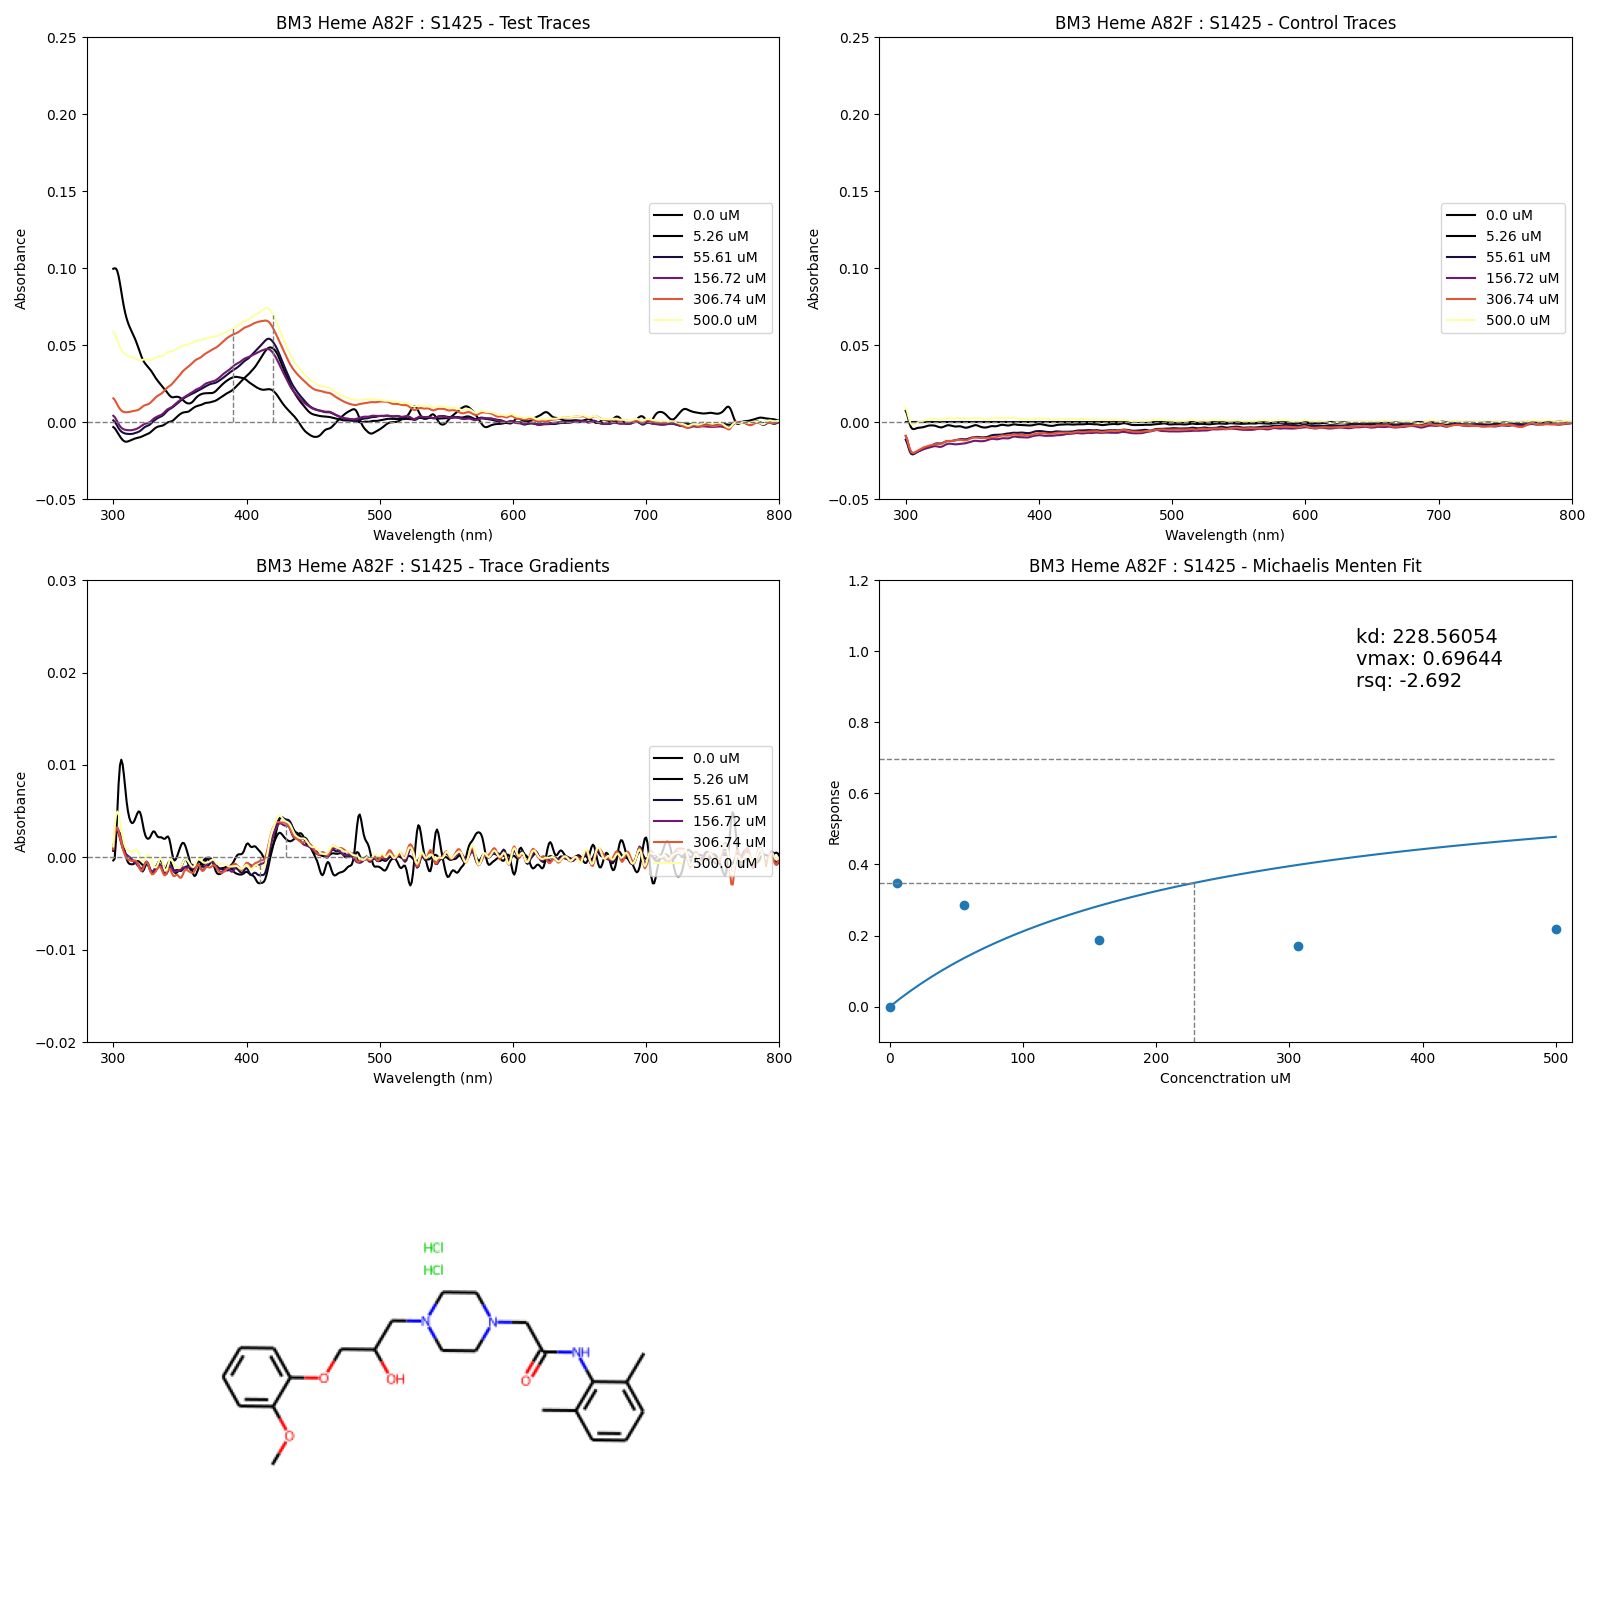 BM3 Heme A82F : S1425 - Test Traces
0.25
0.20
0.15
0.10
0.05
0.00
−0.05
Absorbance
300
400
500
600
700
800
Wavelength (nm)
0.0 uM
5.26 uM
55.61 uM
156.72 uM
306.74 uM
500.0 uM
BM3 Heme A82F : S1425 - Control Traces
0.25
0.20
0.15
0.10
0.05
0.00
−0.05
Absorbance
300
400
500
600
700
800
Wavelength (nm)
0.0 uM
5.26 uM
55.61 uM
156.72 uM
306.74 uM
500.0 uM
BM3 Heme A82F : S1425 - Trace Gradients
0.03
0.02
0.01
0.00
−0.01
−0.02
Absorbance
300
400
500
600
700
800
Wavelength (nm)
0.0 uM
5.26 uM
55.61 uM
156.72 uM
306.74 uM
500.0 uM
BM3 Heme A82F : S1425 - Michaelis Menten Fit
1.2
1.0
0.8
0.6
0.4
0.2
0.0
Response
0
100
200
300
400
500
Concenctration uM
kd: 228.56054
vmax: 0.69644
rsq: -2.692
HCl
HCl
N
N
NH
O
OH
O
O